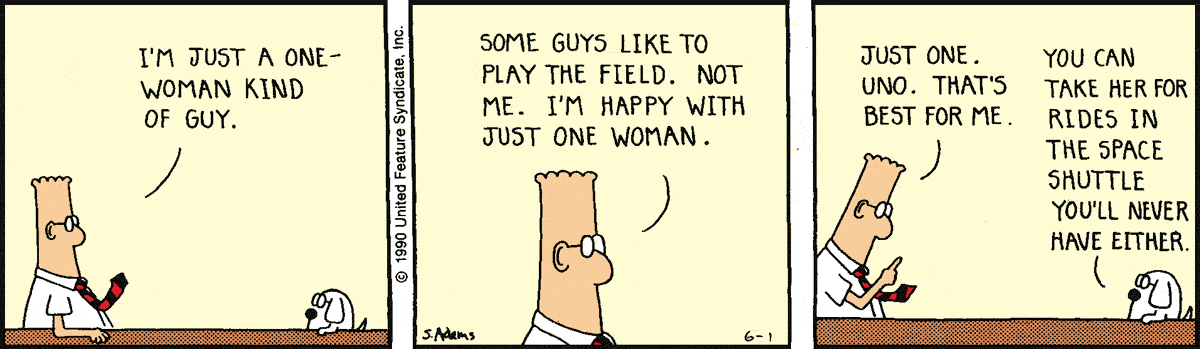 I'M JUST A ONE-
WOMAN KIND
OF GUY.
© 1990 United Feature Syndicate, Inc.
SOME GUYS LIKE TO
PLAY THE FIELD. NOT
ME. I'M HAPPY WITH
JUST ONE WOMAN.
S. Adams
6-1
JUST ONE.
UNO. THAT'S
BEST FOR ME.
YOU CAN
TAKE HER FOR
RIDES IN
THE SPACE
SHUTTLE
YOU'LL NEVER
HAVE EITHER.